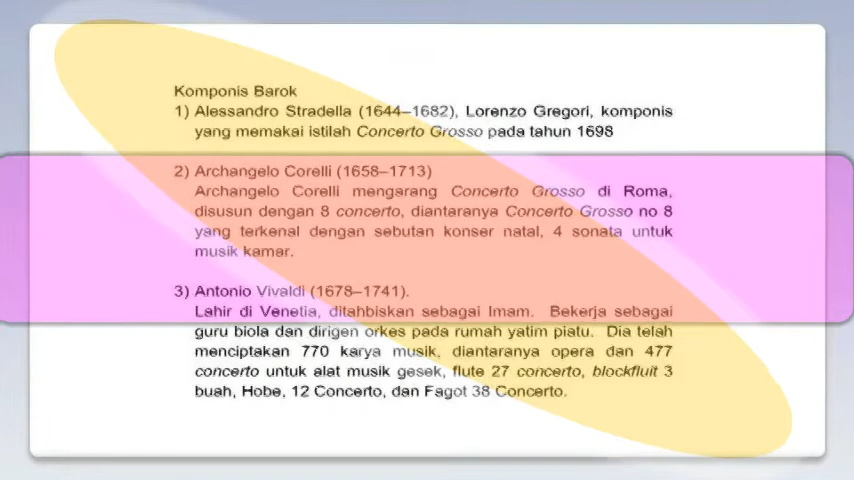 Komponis Barok
1) Alessandro Stradella (1644–1682), Lorenzo Gregori, komponis
yang memakai istilah Concerto Grosso pada tahun 1698
2) Archangelo Corelli (1658–1713)
Archangelo Corelli mengarang Concerto Grosso di Roma,
disusun dengan 8 concerto, diantaranya Concerto Grosso no 8
yang terkenal dengan sebutan konser natal, 4 sonata untuk
musik kamar.
3) Antonio Vivaldi (1678–1741).
Lahir di Venetia, ditahbiskan sebagai Imam. Bekerja sebagai
guru biola dan dirigen orkes pada rumah yatim piatu. Dia telah
menciptakan 770 karya musik, diantaranya opera dan 477
concerto untuk alat musik gesek, flute 27 concerto, blockfluit 3
buah, Hobe, 12 Concerto, dan Fagot 38 Concerto.